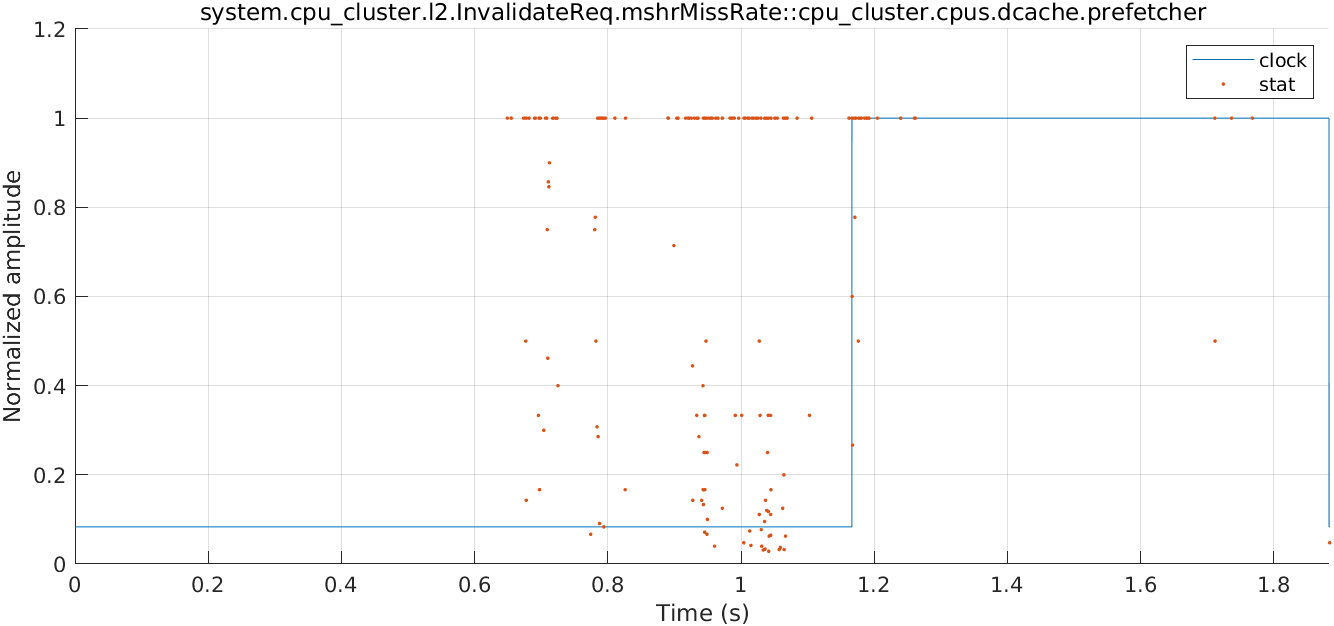 system.cpu_cluster.l2.InvalidateReq.mshrMissRate::cpu_cluster.cpus.dcache.prefetcher
1.2
1
0.8
0.6
0.4
0.2
0
Normalized amplitude
clock
stat
0 0.2 0.4 0.6 0.8 1 1.2 1.4 1.6 1.8
Time (s)